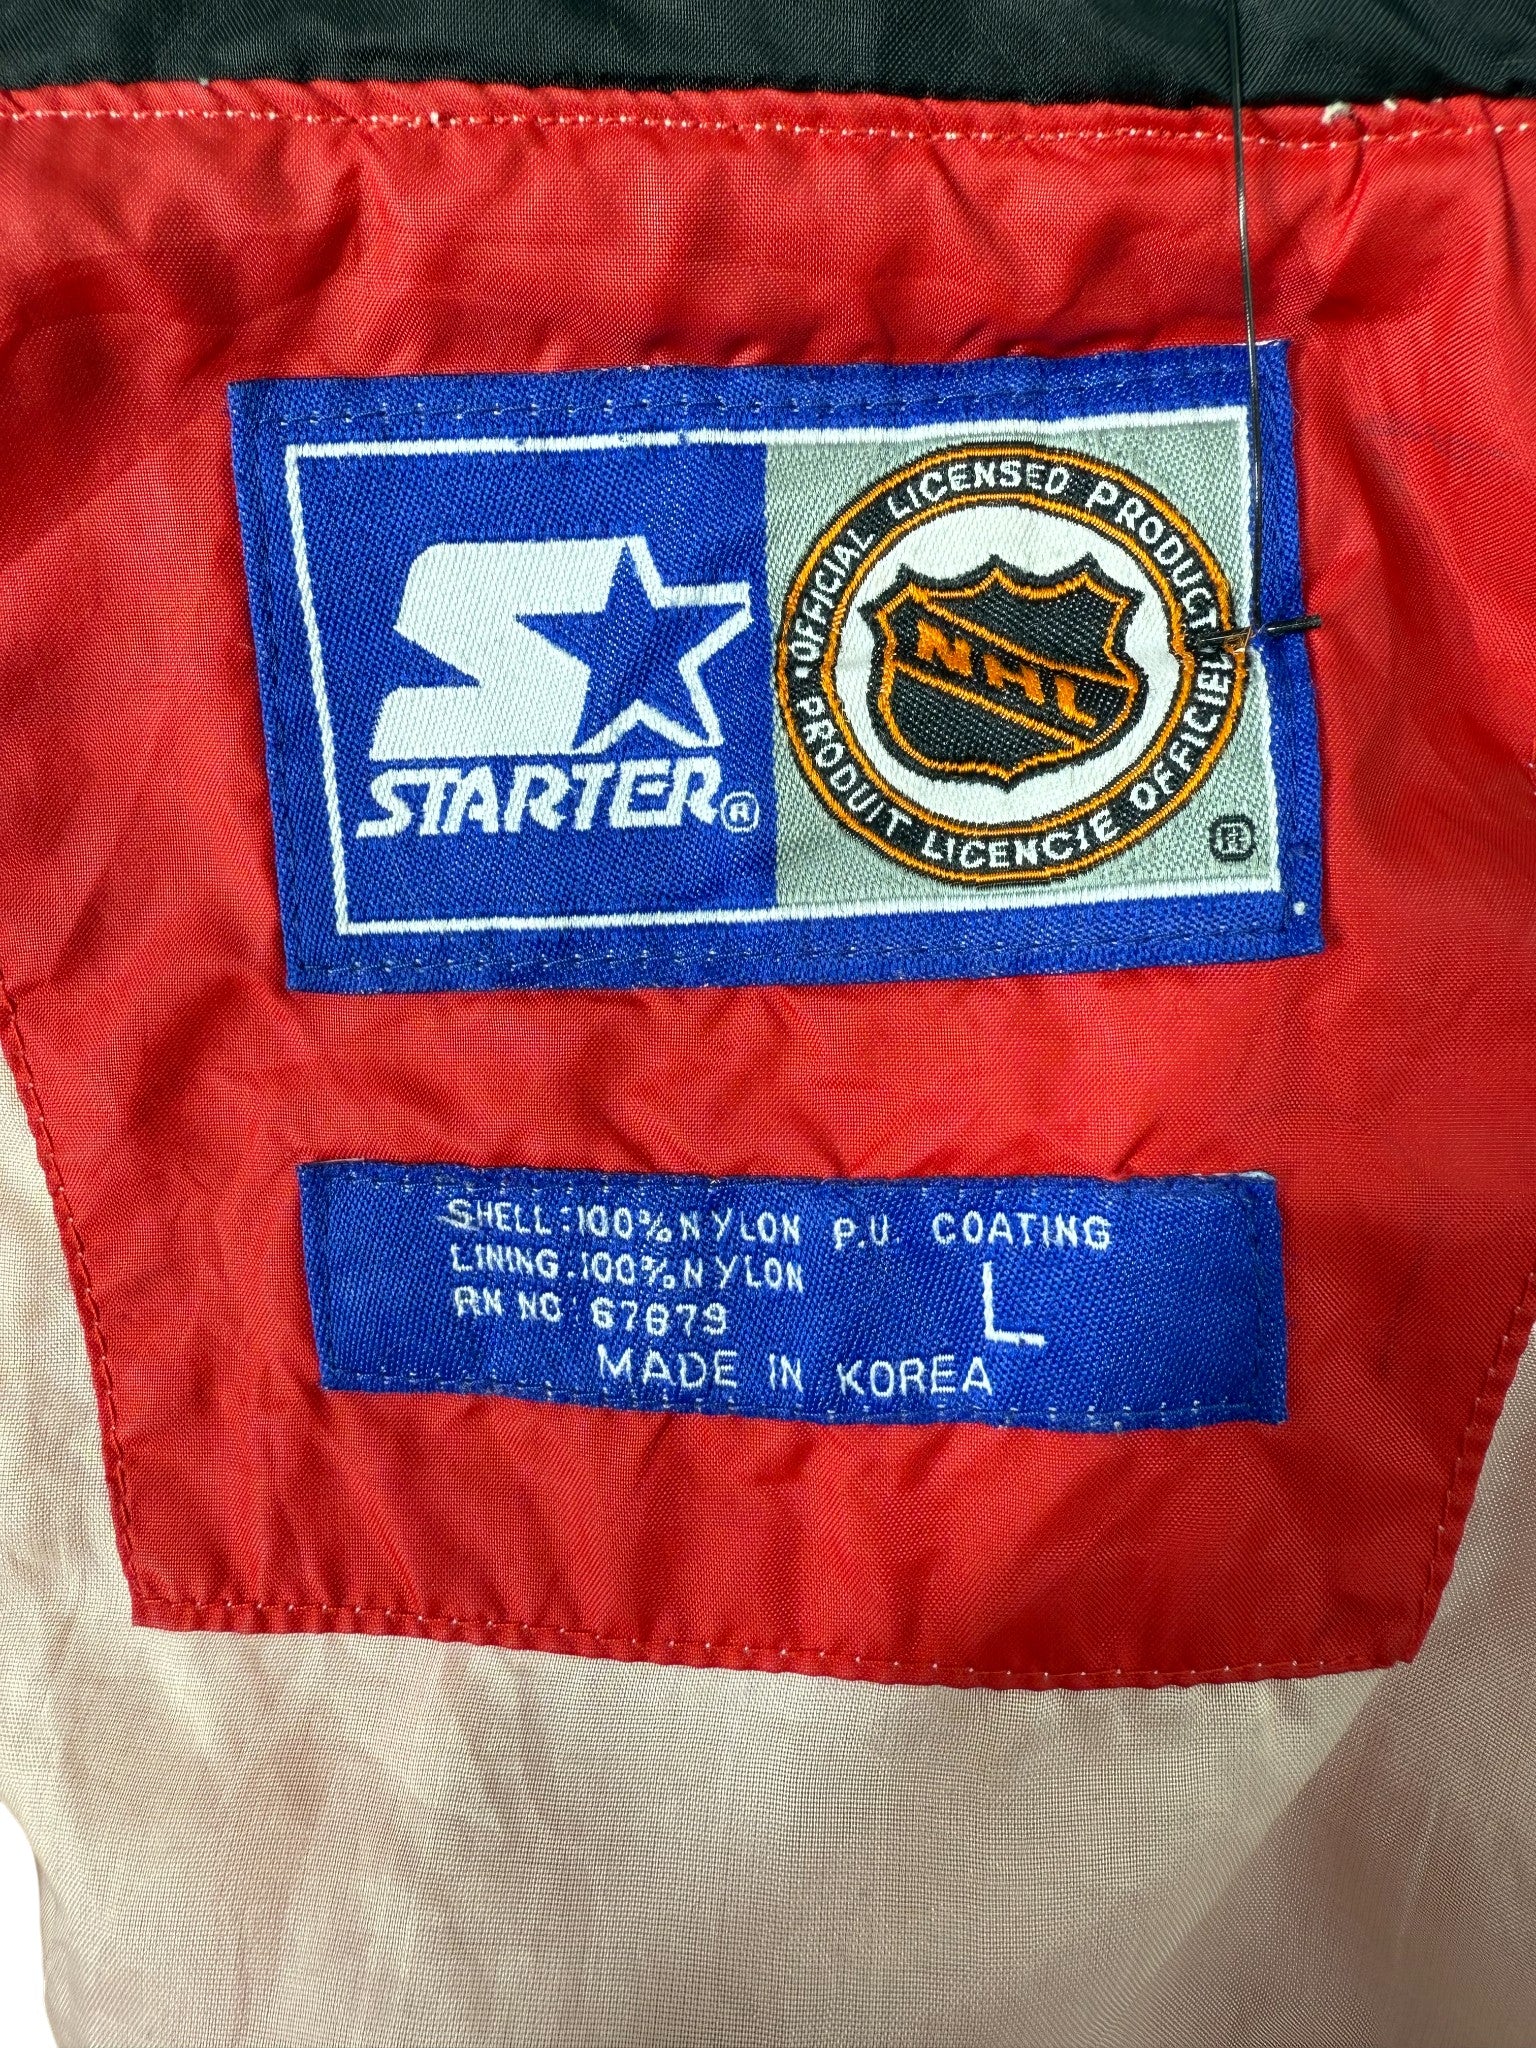 STARTER®
OFFICIAL LICENSED PRODUCT
NHL
PRODUIT LICENCIE OFFICIEL
®
SHELL:100% NYLON P.U. COATING
LINING:100% NYLON
RN NO 67879
L
MADE IN KOREA